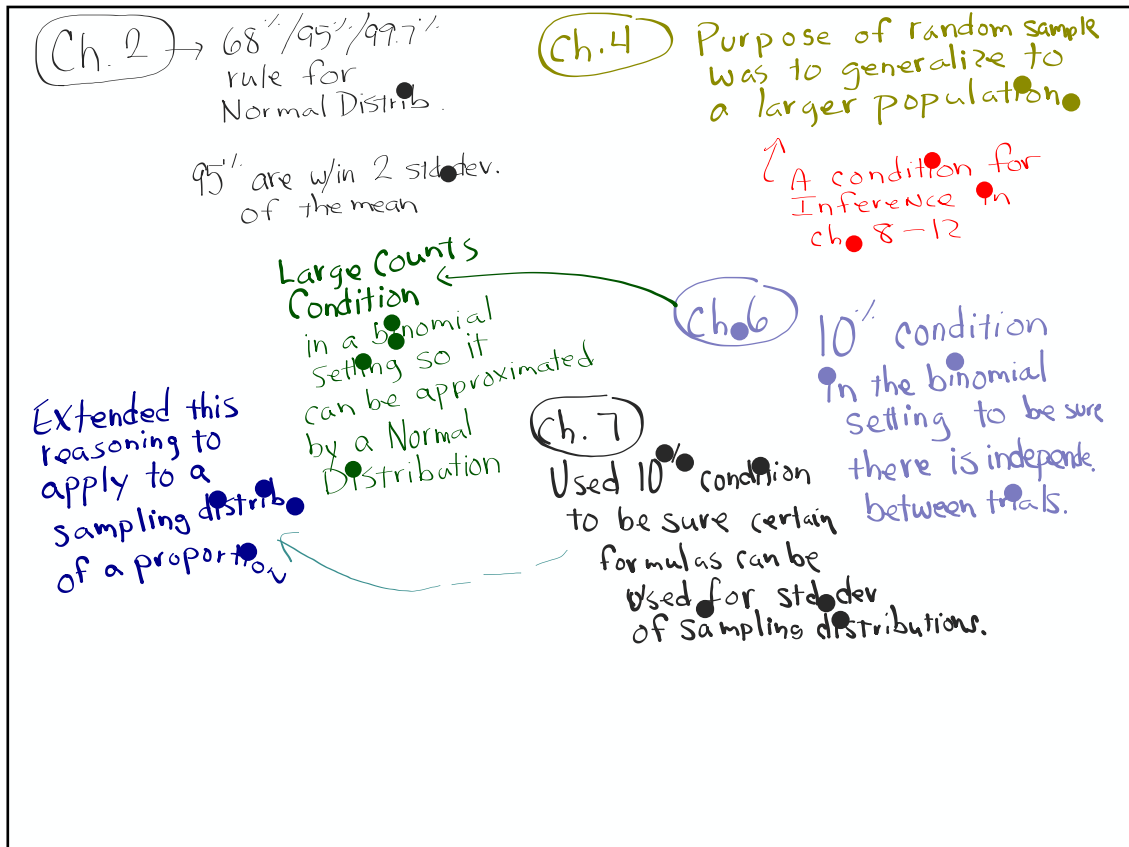 Ch. 2 → 68%/95%/99.7%
rule for
Normal Distrib.
95% are w/in 2 std.dev.
of the mean
Ch. 4
Purpose of random sample
was to generalize to
a larger population.
A condition for
Inference in
ch. 8-12
Large Counts
Condition
in a binomial
setting so it
can be approximated
by a Normal
Distribution
Ch. 6
10% condition
in the binomial
setting to be sure
there is independe.
between trials.
Ch. 7
Used 10% condition
to be sure certain
formulas can be
used for std.dev
of sampling distributions.
Extended this
reasoning to
apply to a
sampling distrib.
of a proportion